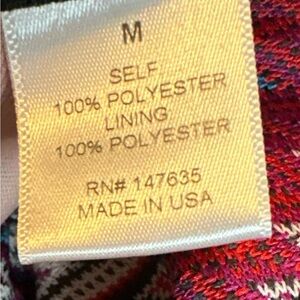 M
SELF
100% POLYESTER
LINING
100% POLYESTER
RN# 147635
MADE IN USA